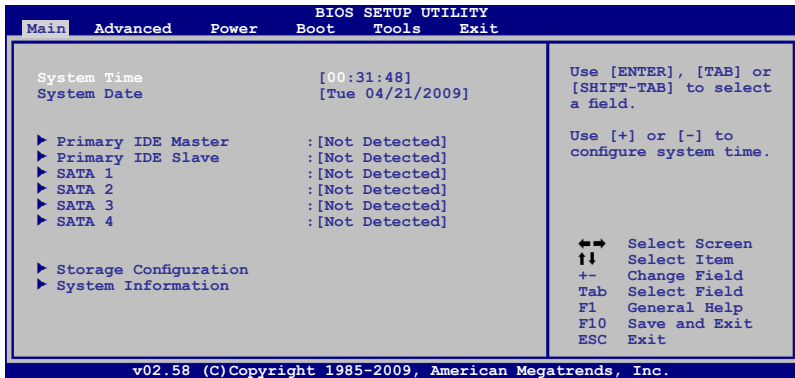 BIOS SETUP UTILITY
Main Advanced Power Boot Tools Exit
System Time [00:31:48]
System Date [Tue 04/21/2009]
Primary IDE Master :[Not Detected]
Primary IDE Slave :[Not Detected]
SATA 1 :[Not Detected]
SATA 2 :[Not Detected]
SATA 3 :[Not Detected]
SATA 4 :[Not Detected]
Storage Configuration
System Information
Use [ENTER], [TAB] or
[SHIFT-TAB] to select
a field.
Use [+] or [-] to
configure system time.
←→ Select Screen
↑↓ Select Item
+- Change Field
Tab Select Field
F1 General Help
F10 Save and Exit
ESC Exit
v02.58 (C)Copyright 1985-2009, American Megatrends, Inc.